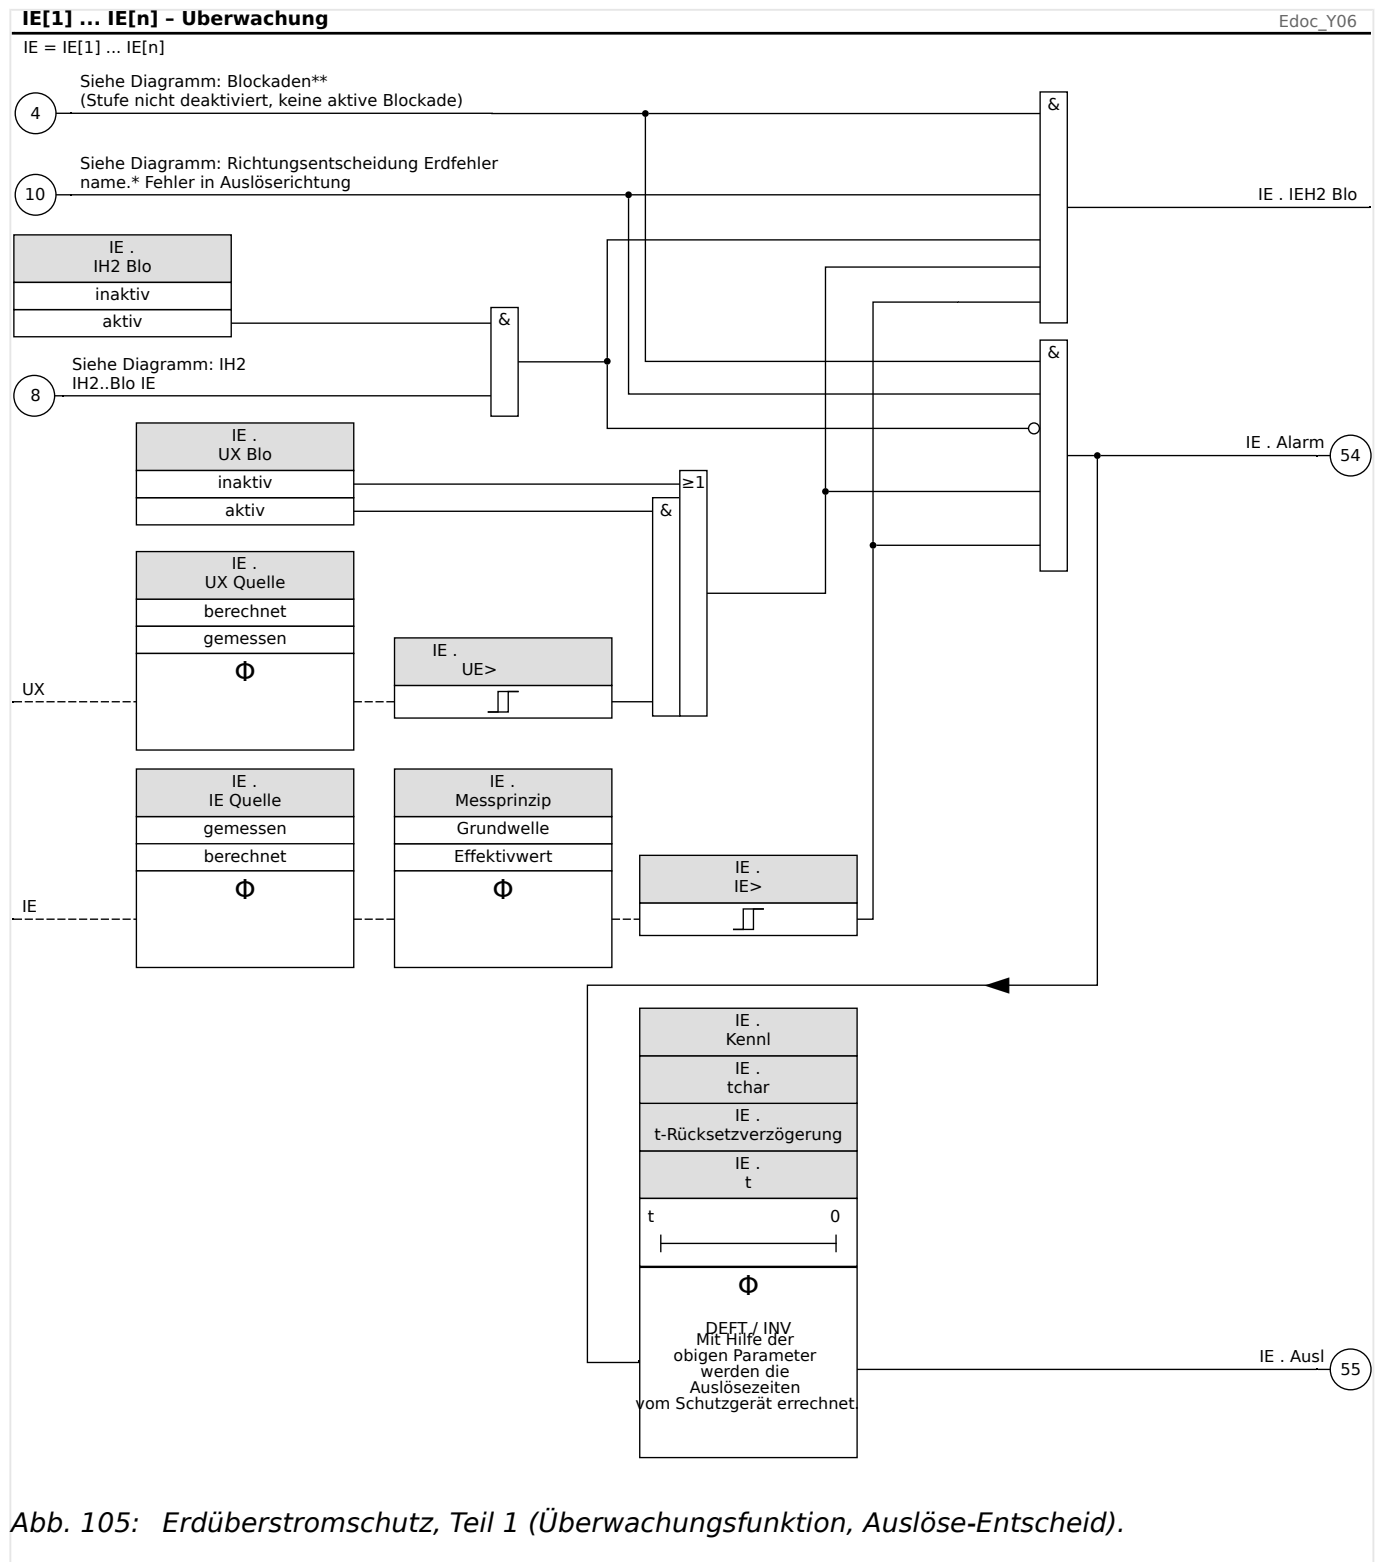 IE[1] ... IE[n] – Überwachung
Edoc_Y06
IE = IE[1] ... IE[n]
Siehe Diagramm: Blockaden**
(Stufe nicht deaktiviert, keine aktive Blockade)
4
&
Siehe Diagramm: Richtungsentscheidung Erdfehler
name.* Fehler in Auslöserichtung
10
IE . IEH2 Blo
IE .
IH2 Blo
inaktiv
aktiv
&
&
Siehe Diagramm: IH2
IH2..Blo IE
8
IE .
UX Blo
inaktiv
aktiv
≥1
&
IE . Alarm
54
IE .
UX Quelle
berechnet
gemessen
Φ
UX
IE .
UE>
IE .
IE Quelle
gemessen
berechnet
Φ
IE
IE .
Messprinzip
Grundwelle
Effektivwert
Φ
IE .
IE>
IE .
Kennl
IE .
tchar
IE .
t-Rücksetzverzögerung
IE .
t
t 0
Φ
DEFT / INV
Mit Hilfe der
obigen Parameter
werden die
Auslösezeiten
vom Schutzgerät errechnet.
IE . Ausl
55
Abb. 105: Erdüberstromschutz, Teil 1 (Überwachungsfunktion, Auslöse-Entscheid).